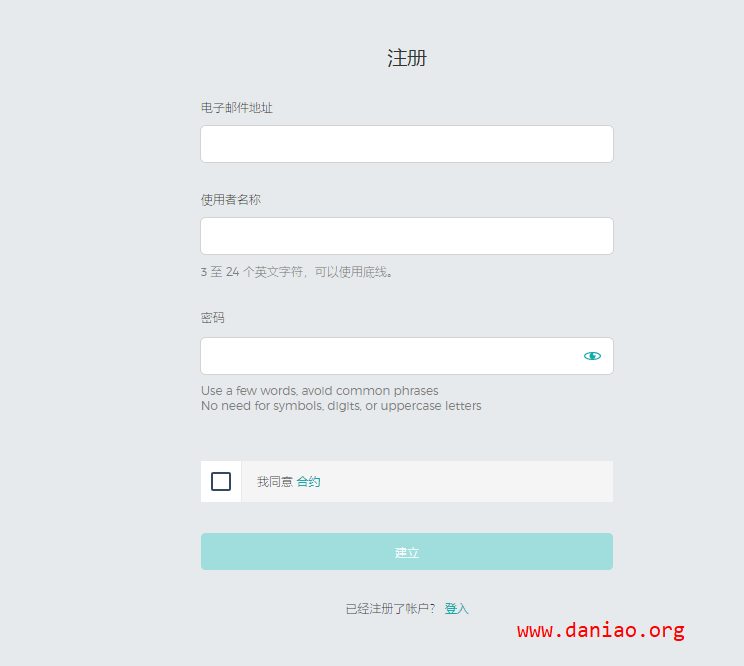 注册
电子邮件地址
使用者名称
3 至 24 个英文字符，可以使用底线。
密码
Use a few words, avoid common phrases
No need for symbols, digits, or uppercase letters
我同意 合约
建立
已经注册了帐户？ 登入
www.daniao.org